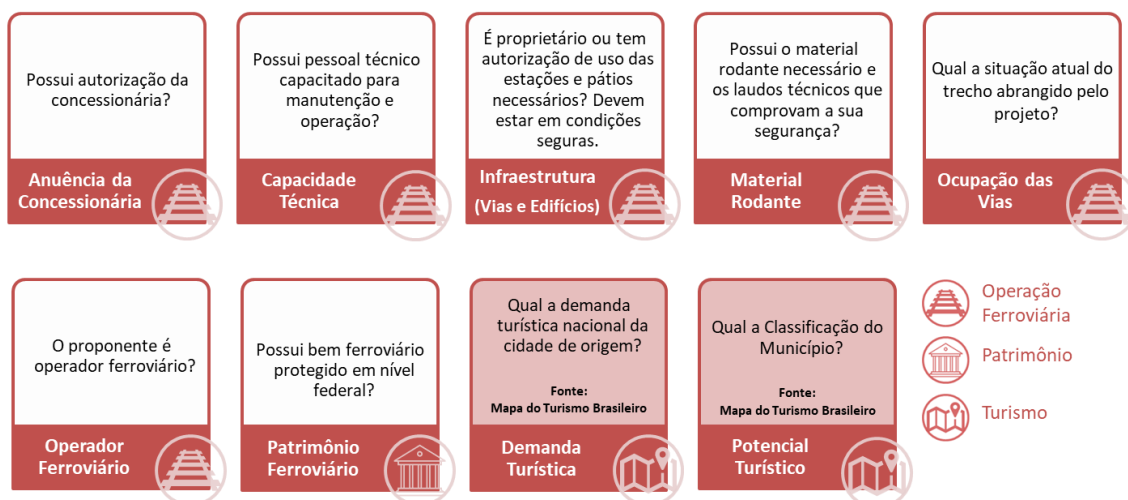 Possui autorização da
concessionária?
Anuência da
Concessionária
Possui pessoal técnico
capacitado para
manutenção e
operação?
Capacidade
Técnica
É proprietário ou tem
autorização de uso das
estações e pátios
necessários? Devem
estar em condições
seguras.
Infraestrutura
(Vias e Edifícios)
Possui o material
rodante necessário e
os laudos técnicos que
comprovam a sua
segurança?
Material
Rodante
Qual a situação atual do
trecho abrangido pelo
projeto?
Ocupação das
Vias
O proponente é
operador ferroviário?
Operador
Ferroviário
Possui bem ferroviário
protegido em nível
federal?
Patrimônio
Ferroviário
Qual a demanda
turística nacional da
cidade de origem?
Fonte:
Mapa do Turismo Brasileiro
Demanda
Turística
Qual a Classificação do
Município?
Fonte:
Mapa do Turismo Brasileiro
Potencial
Turístico
Operação
Ferroviária
Patrimônio
Turismo